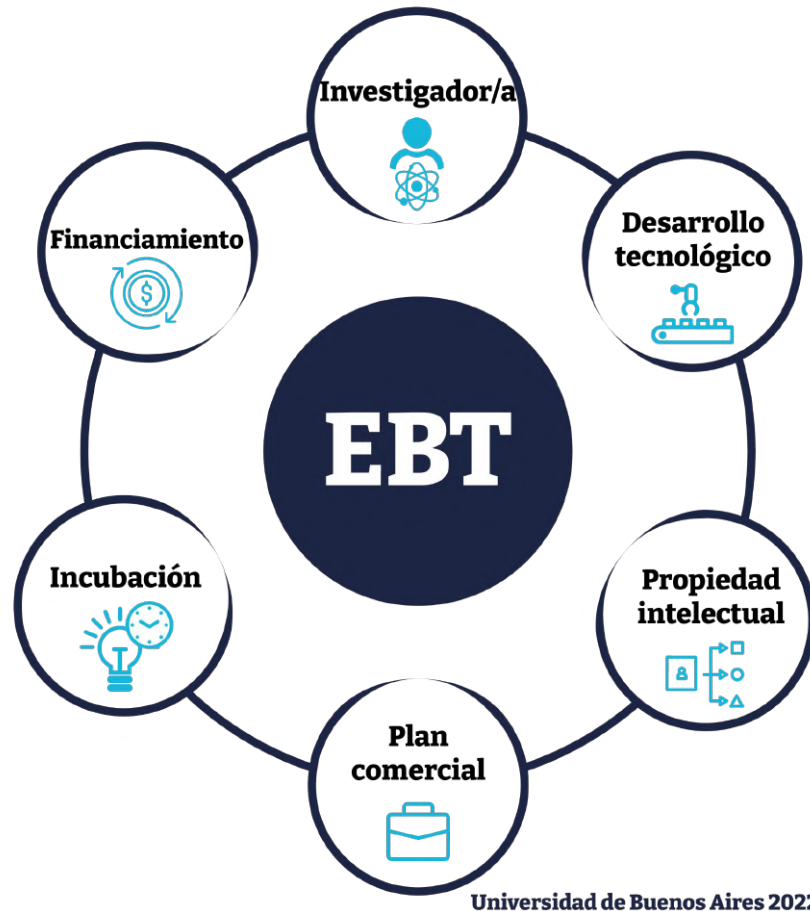 Investigador/a
Desarrollo
tecnológico
Propiedad
intelectual
Plan
comercial
Incubación
Financiamiento
$
EBT
Universidad de Buenos Aires